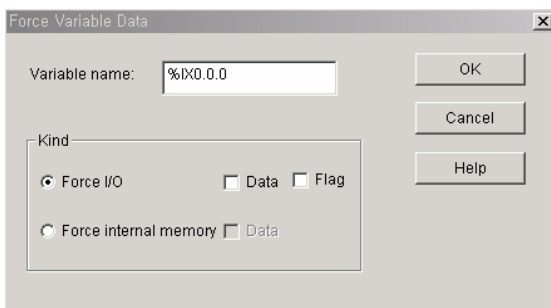 Force Variable Data
Variable name: %IX0.0.0
OK
Cancel
Kind
Help
Force I/O Data Flag
Force internal memory Data